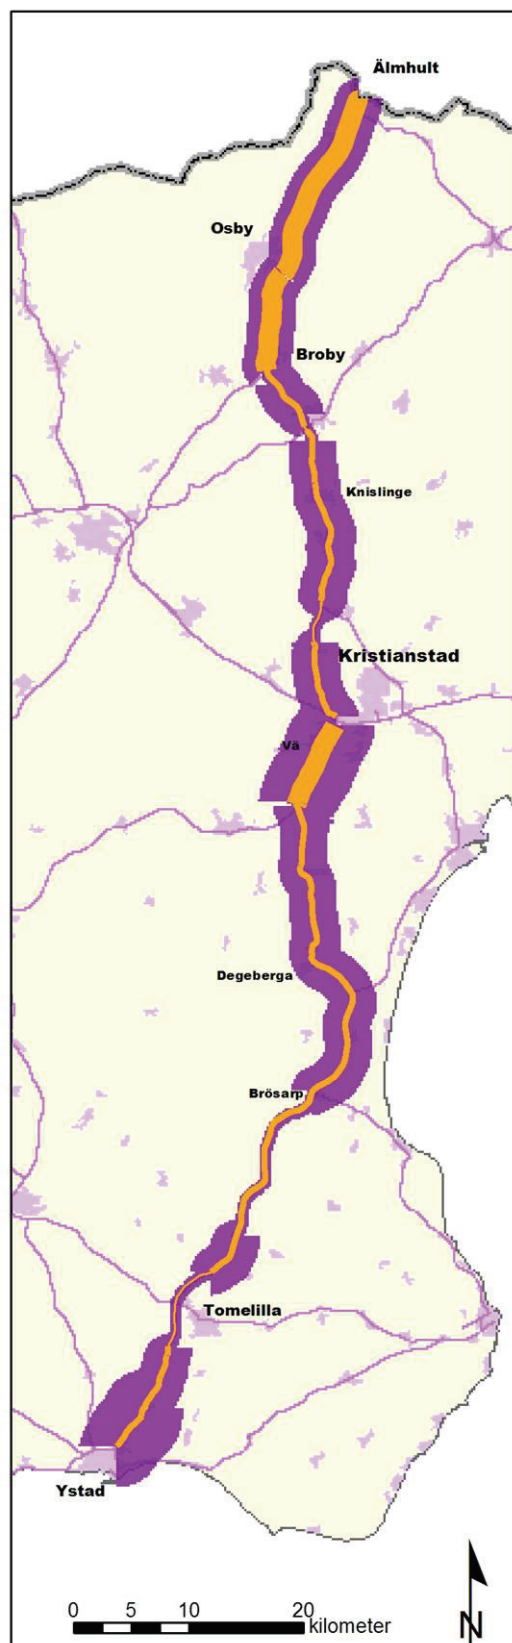 Älmhult
Osby
Broby
Knislinge
Kristianstad
Vä
Degeberga
Brösarp
Tomelilla
Ystad
0 5 10 20
kilometer
N